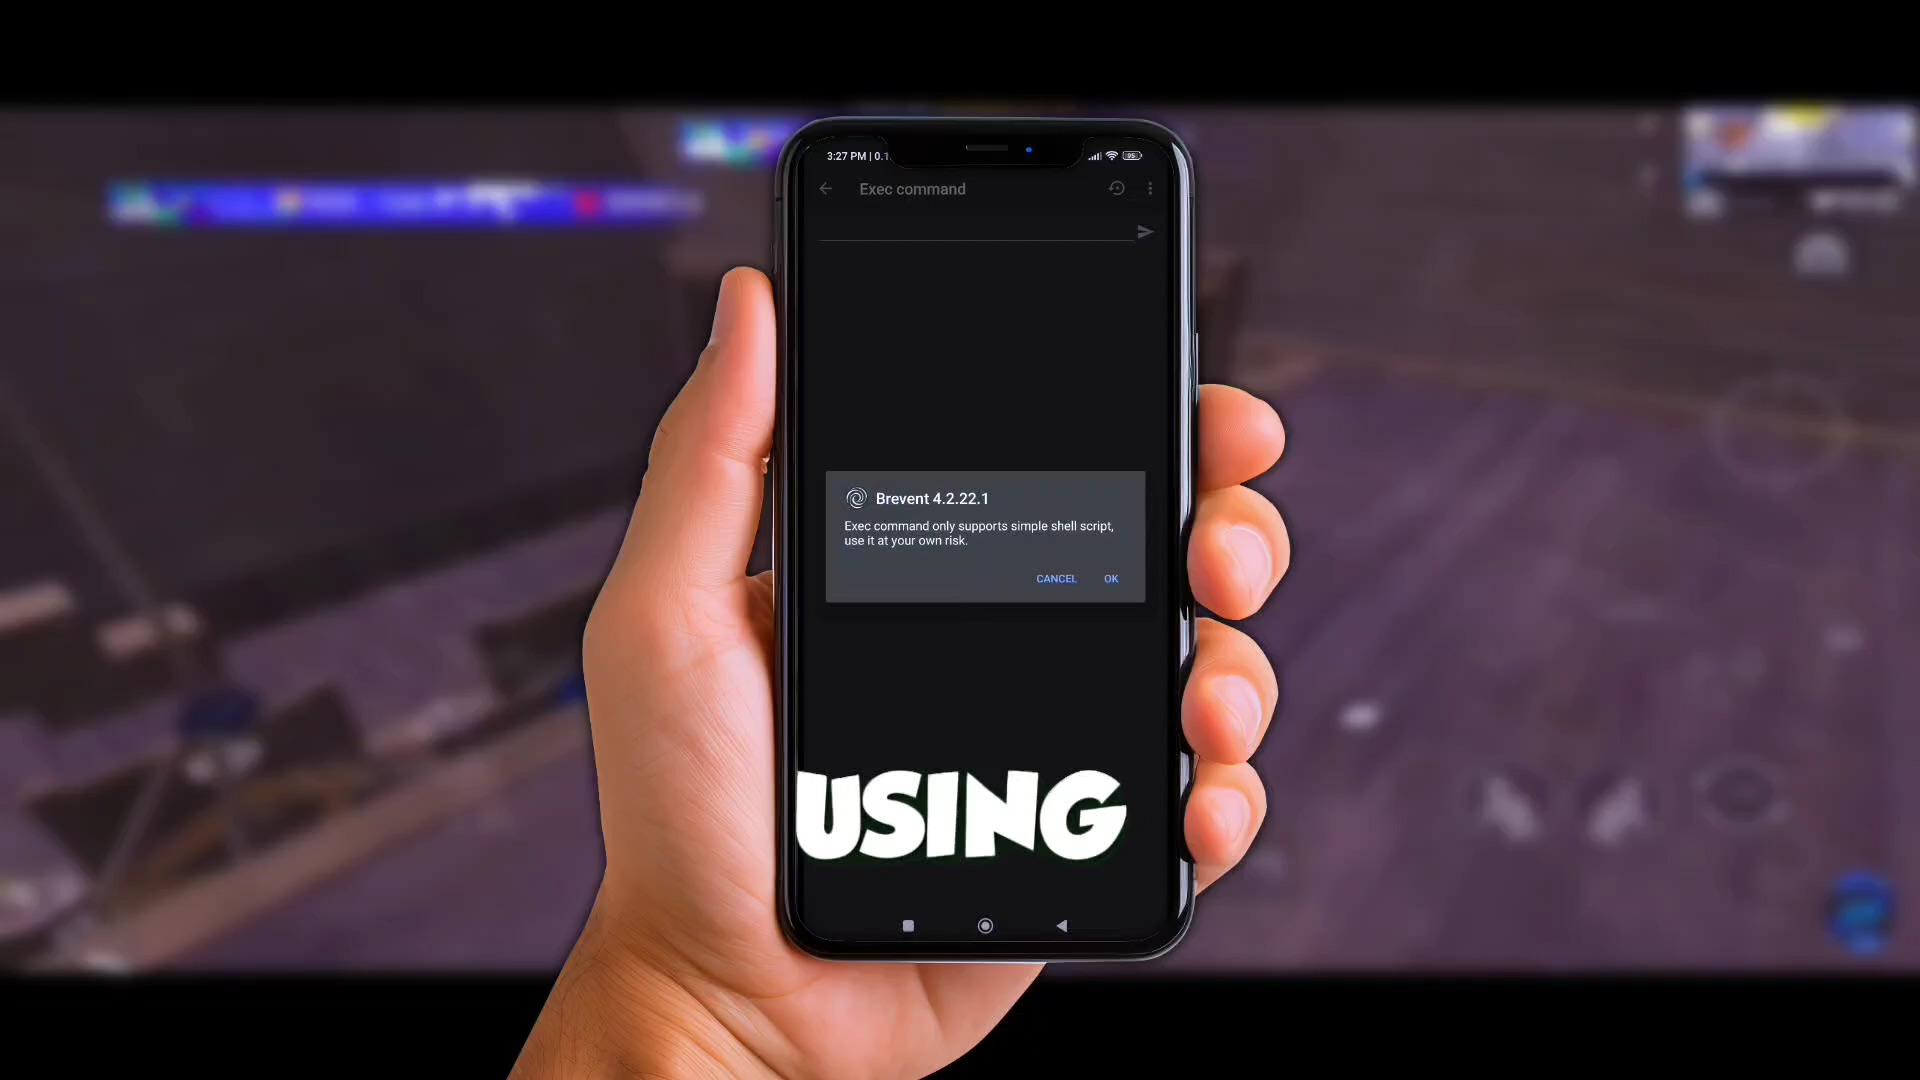 3:27 PM | 0.1
95
Exec command
Brevent 4.2.22.1
Exec command only supports simple shell script,
use it at your own risk.
CANCEL
OK
USING